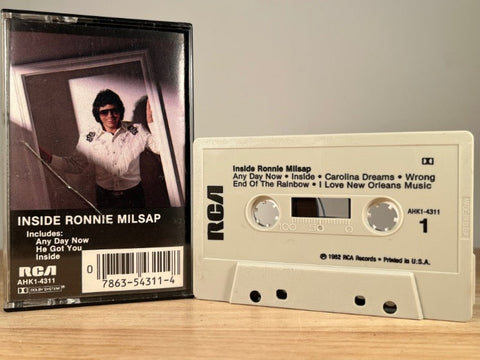 INSIDE RONNIE MILSAP
Includes:
Any Day Now
He Got You
Inside
RCA
AHK1-4311
DOLBY SYSTEM
0 7863-54311-4
RCA
Inside Ronnie Milsap
Any Day Now • Inside • Carolina Dreams • Wrong
End Of The Rainbow • I Love New Orleans Music
AHK1-4311
1
© 1982 RCA Records • Printed in U.S.A.